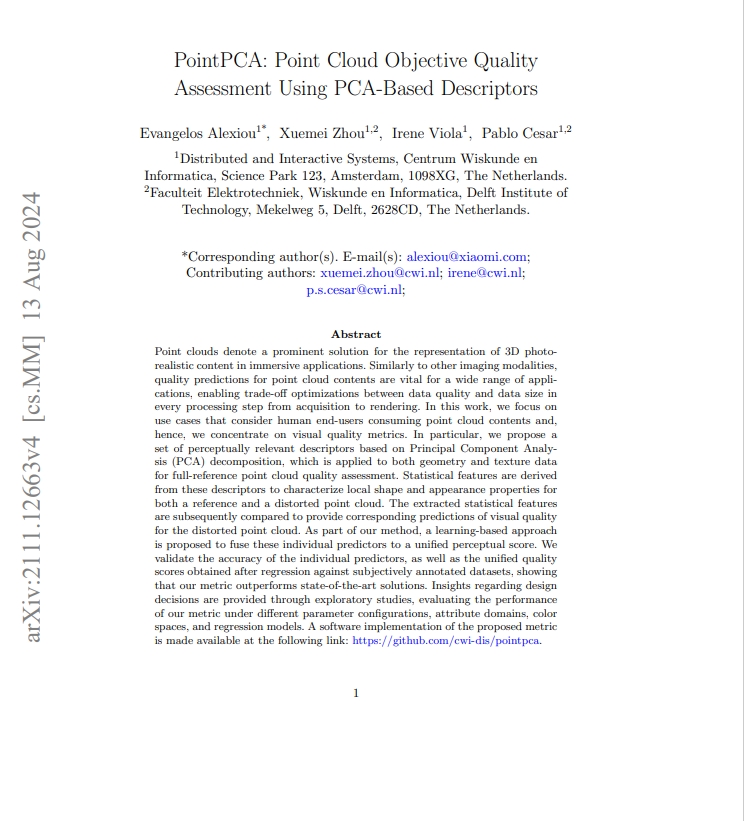 PointPCA: Point Cloud Objective Quality
Assessment Using PCA-Based Descriptors
Evangelos Alexiou1*, Xuemei Zhou1,2, Irene Viola1, Pablo Cesar1,2
1Distributed and Interactive Systems, Centrum Wiskunde en
Informatica, Science Park 123, Amsterdam, 1098XG, The Netherlands.
2Faculteit Elektrotechniek, Wiskunde en Informatica, Delft Institute of
Technology, Mekelweg 5, Delft, 2628CD, The Netherlands.
*Corresponding author(s). E-mail(s): alexiou@xiaomi.com;
Contributing authors: xuemei.zhou@cwi.nl; irene@cwi.nl;
p.s.cesar@cwi.nl;
Abstract
Point clouds denote a prominent solution for the representation of 3D photo-
realistic content in immersive applications. Similarly to other imaging modalities,
quality predictions for point cloud contents are vital for a wide range of appli-
cations, enabling trade-off optimizations between data quality and data size in
every processing step from acquisition to rendering. In this work, we focus on
use cases that consider human end-users consuming point cloud contents and,
hence, we concentrate on visual quality metrics. In particular, we propose a
set of perceptually relevant descriptors based on Principal Component Analy-
sis (PCA) decomposition, which is applied to both geometry and texture data
for full-reference point cloud quality assessment. Statistical features are derived
from these descriptors to characterize local shape and appearance properties for
both a reference and a distorted point cloud. The extracted statistical features
are subsequently compared to provide corresponding predictions of visual quality
for the distorted point cloud. As part of our method, a learning-based approach
is proposed to fuse these individual predictors to a unified perceptual score. We
validate the accuracy of the individual predictors, as well as the unified quality
scores obtained after regression against subjectively annotated datasets, showing
that our metric outperforms state-of-the-art solutions. Insights regarding design
decisions are provided through exploratory studies, evaluating the performance
of our metric under different parameter configurations, attribute domains, color
spaces, and regression models. A software implementation of the proposed metric
is made available at the following link: https://github.com/cwi-dis/pointpca.
1
arXiv:2111.12663v4 [cs.MM] 13 Aug 2024